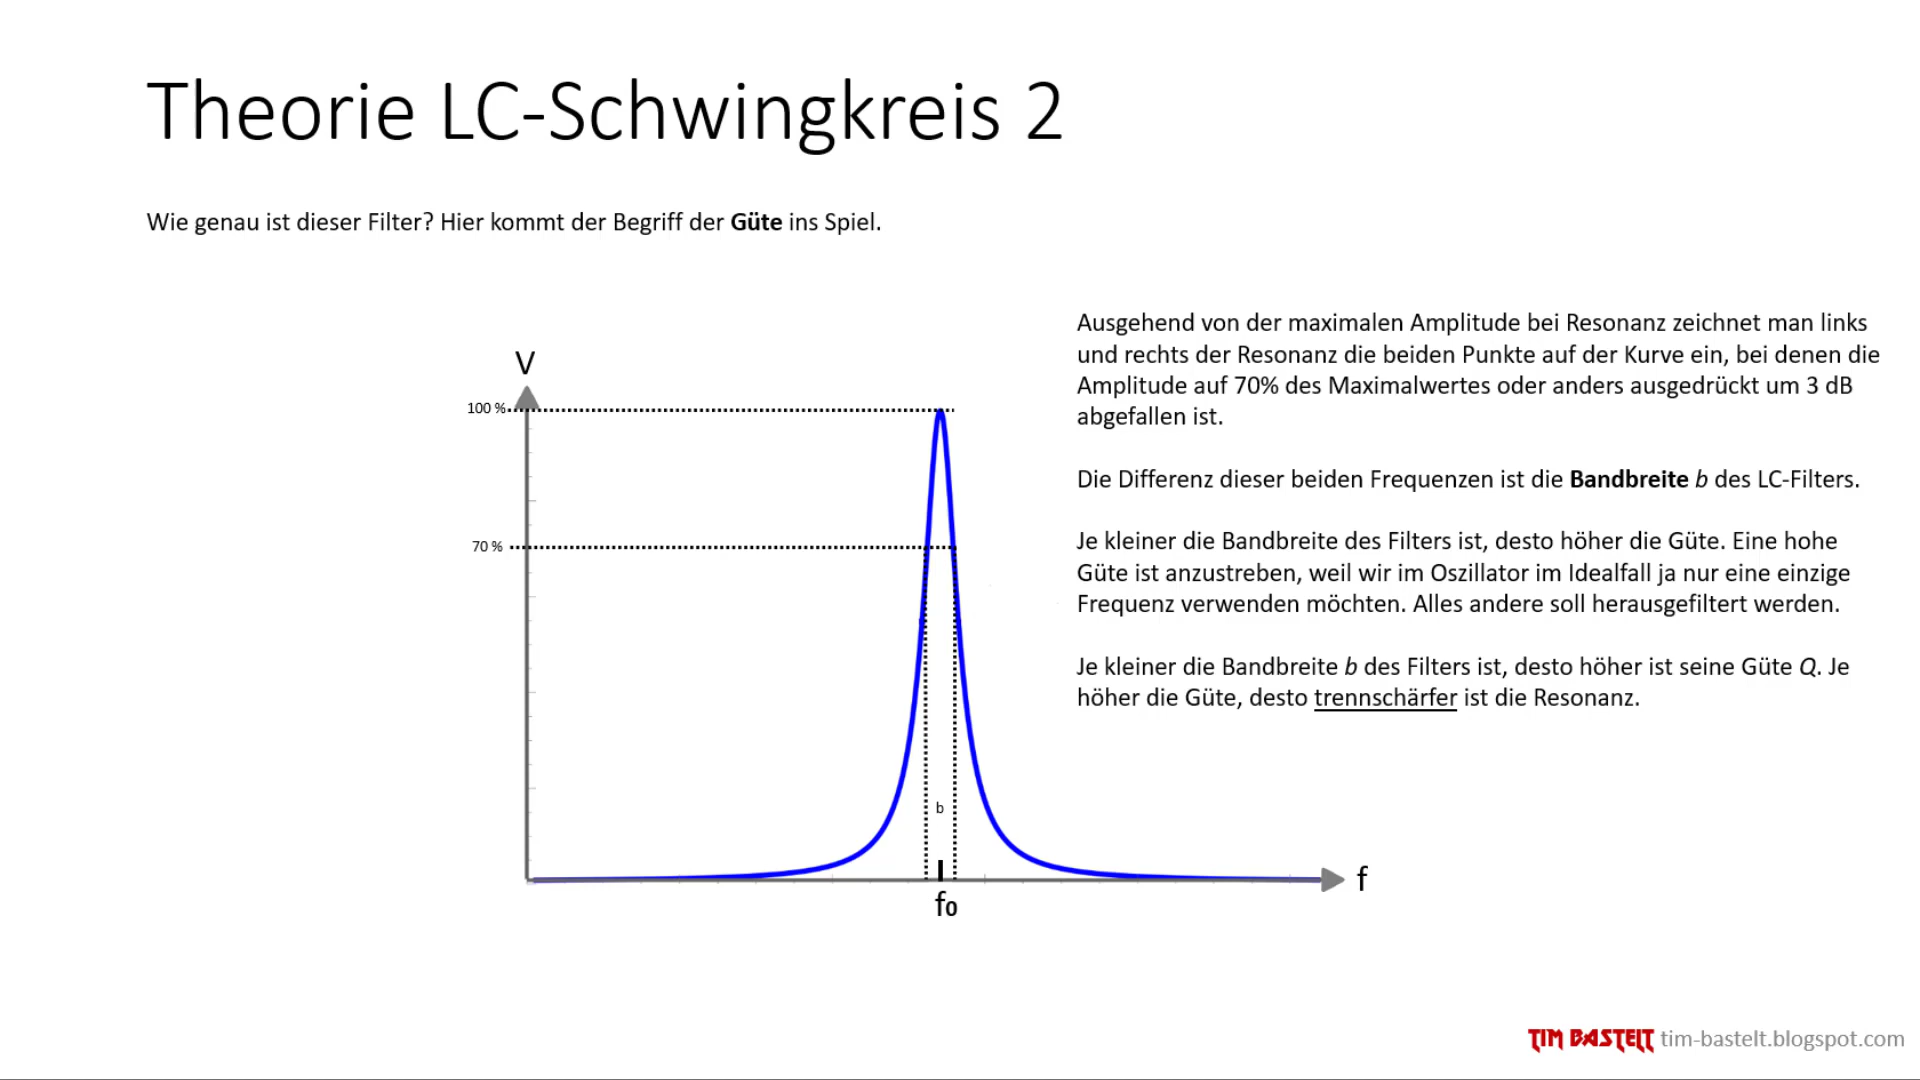 Theorie LC-Schwingkreis 2
Wie genau ist dieser Filter? Hier kommt der Begriff der Güte ins Spiel.
Ausgehend von der maximalen Amplitude bei Resonanz zeichnet man links
und rechts der Resonanz die beiden Punkte auf der Kurve ein, bei denen die
Amplitude auf 70% des Maximalwertes oder anders ausgedrückt um 3 dB
abgefallen ist.
Die Differenz dieser beiden Frequenzen ist die Bandbreite b des LC-Filters.
Je kleiner die Bandbreite des Filters ist, desto höher die Güte. Eine hohe
Güte ist anzustreben, weil wir im Oszillator im Idealfall ja nur eine einzige
Frequenz verwenden möchten. Alles andere soll herausgefiltert werden.
Je kleiner die Bandbreite b des Filters ist, desto höher ist seine Güte Q. Je
höher die Güte, desto trennschärfer ist die Resonanz.
V
100 %
70 %
b
f
f0
TIM BASTELT tim-bastelt.blogspot.com